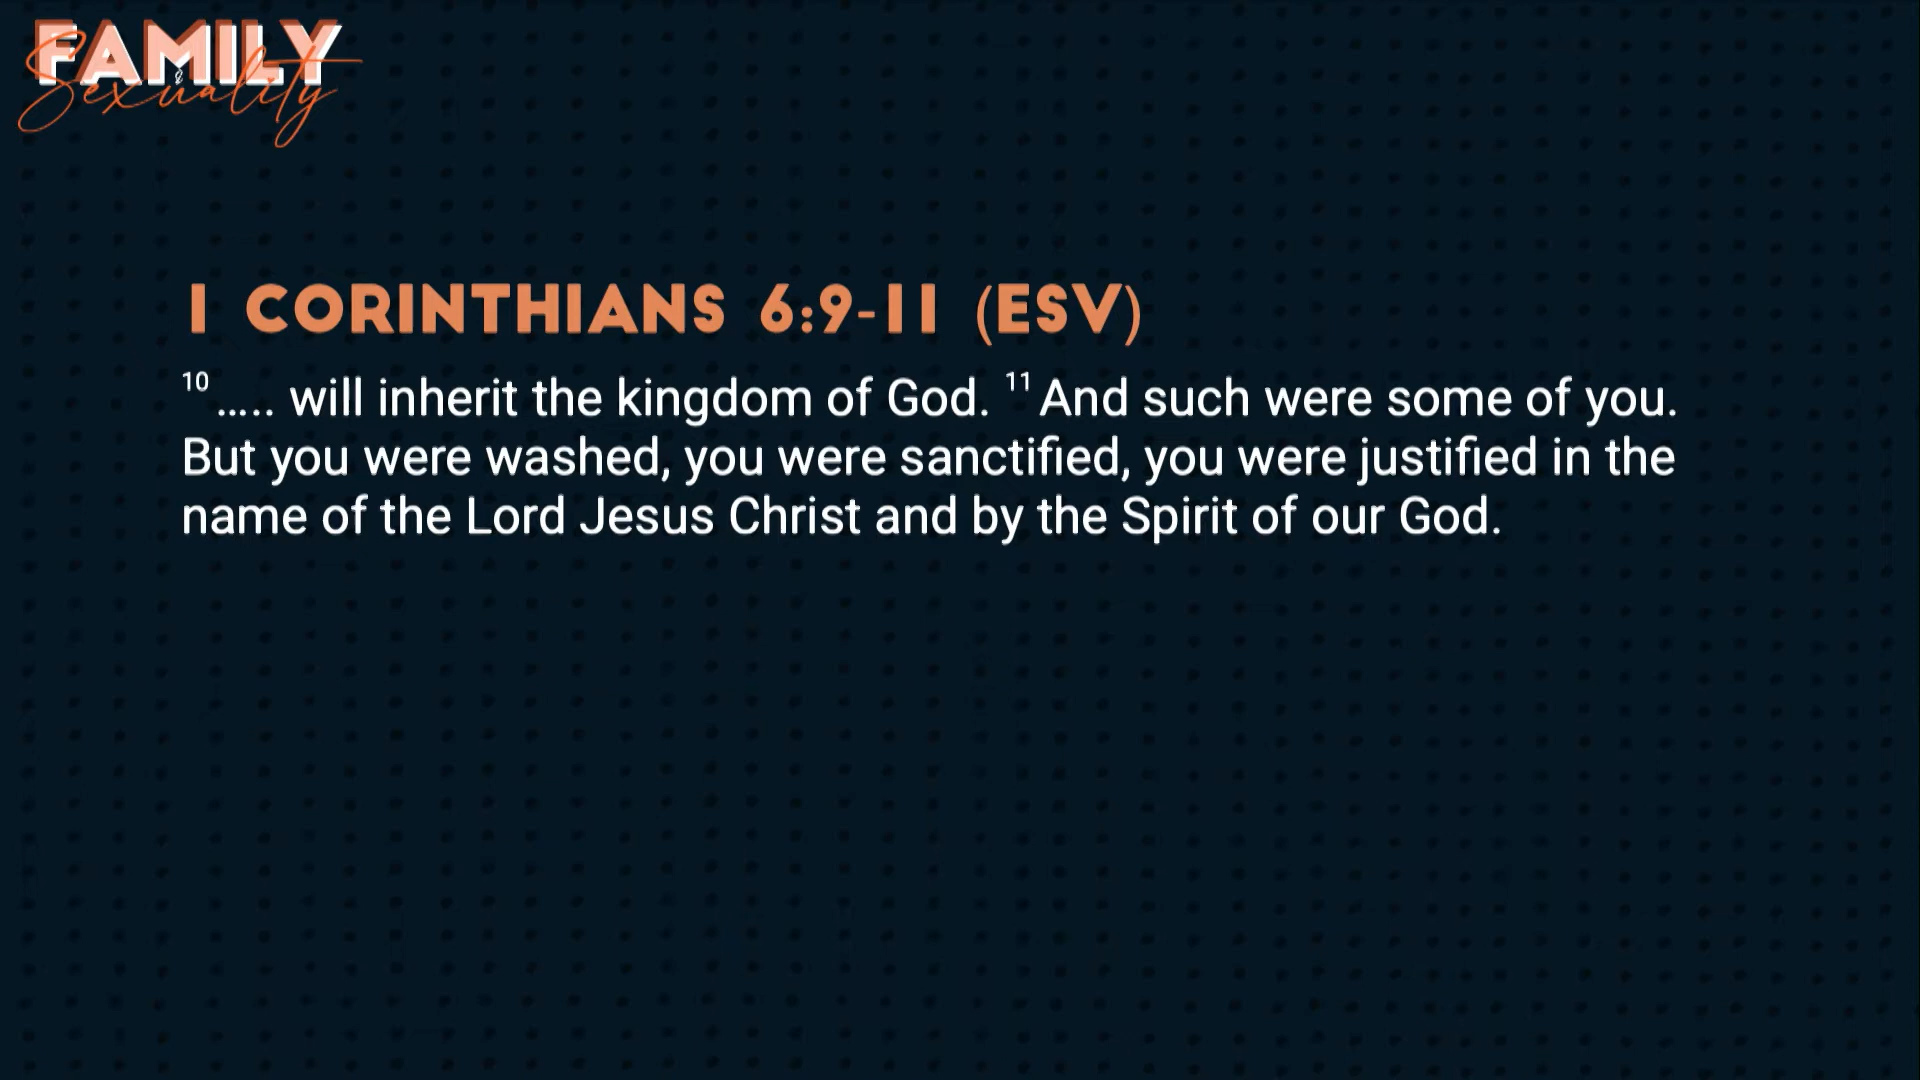 FAMILY
&
Sexuality
1 CORINTHIANS 6:9-11 (ESV)
10 ..... will inherit the kingdom of God. 11 And such were some of you.
But you were washed, you were sanctified, you were justified in the
name of the Lord Jesus Christ and by the Spirit of our God.